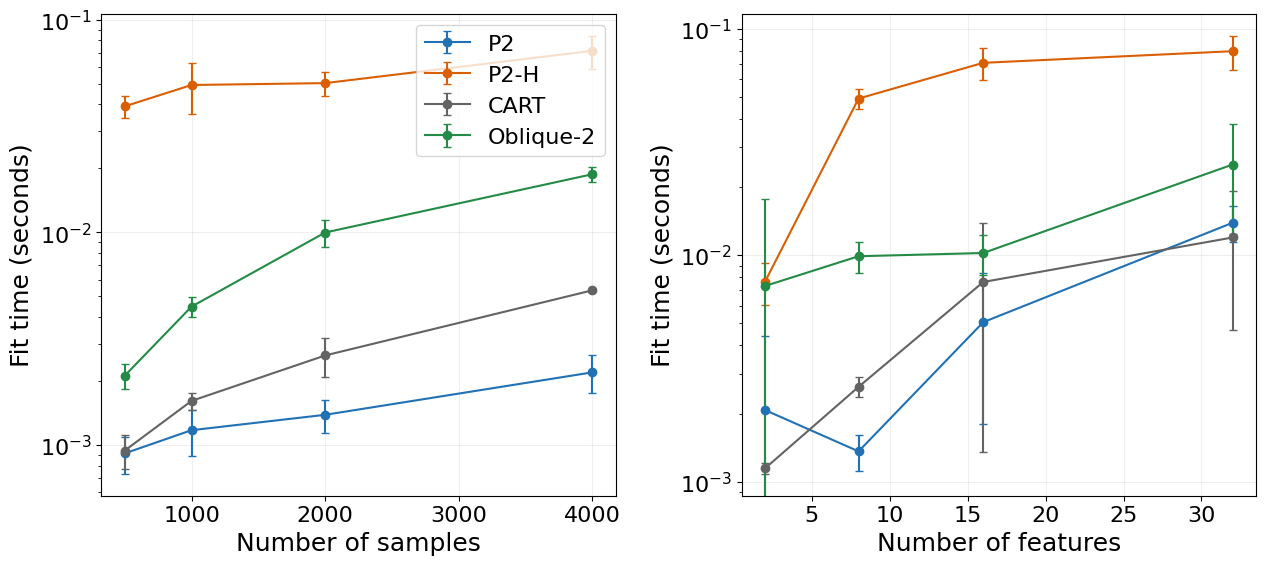 10⁻¹
10⁻²
10⁻³
Fit time (seconds)
P2
P2-H
CART
Oblique-2
1000 2000 3000 4000
Number of samples
10⁻¹
10⁻²
10⁻³
Fit time (seconds)
5 10 15 20 25 30
Number of features